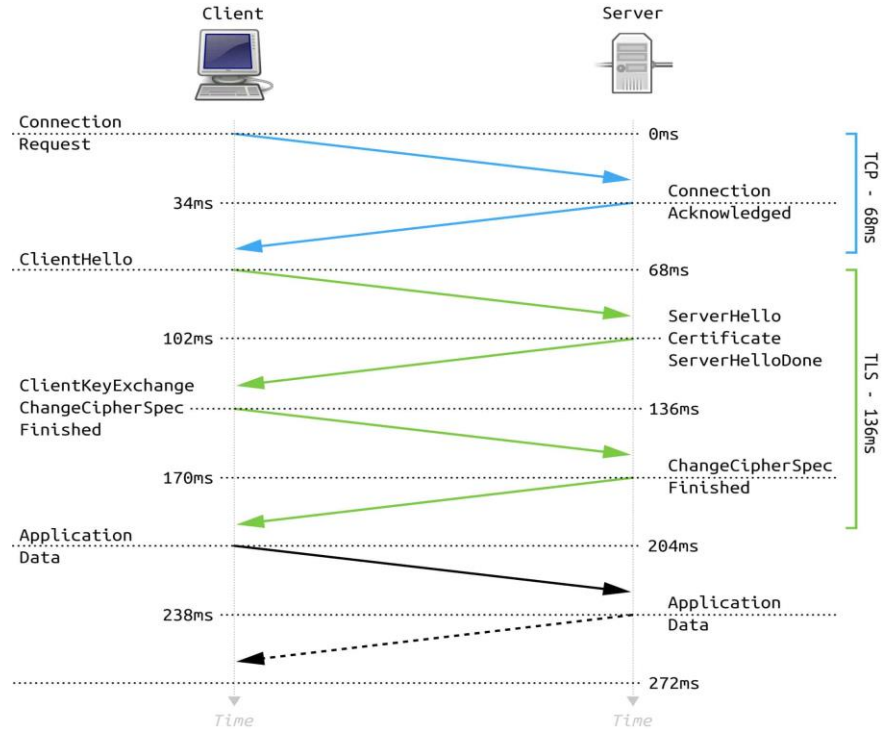 Client
Server
Connection
Request
0ms
34ms
Connection
Acknowledged
TCP - 68ms
ClientHello
68ms
ServerHello
102ms
Certificate
ServerHelloDone
ClientKeyExchange
ChangeCipherSpec
Finished
136ms
TLS - 136ms
170ms
ChangeCipherSpec
Finished
Application
Data
204ms
238ms
Application
Data
272ms
Time
Time